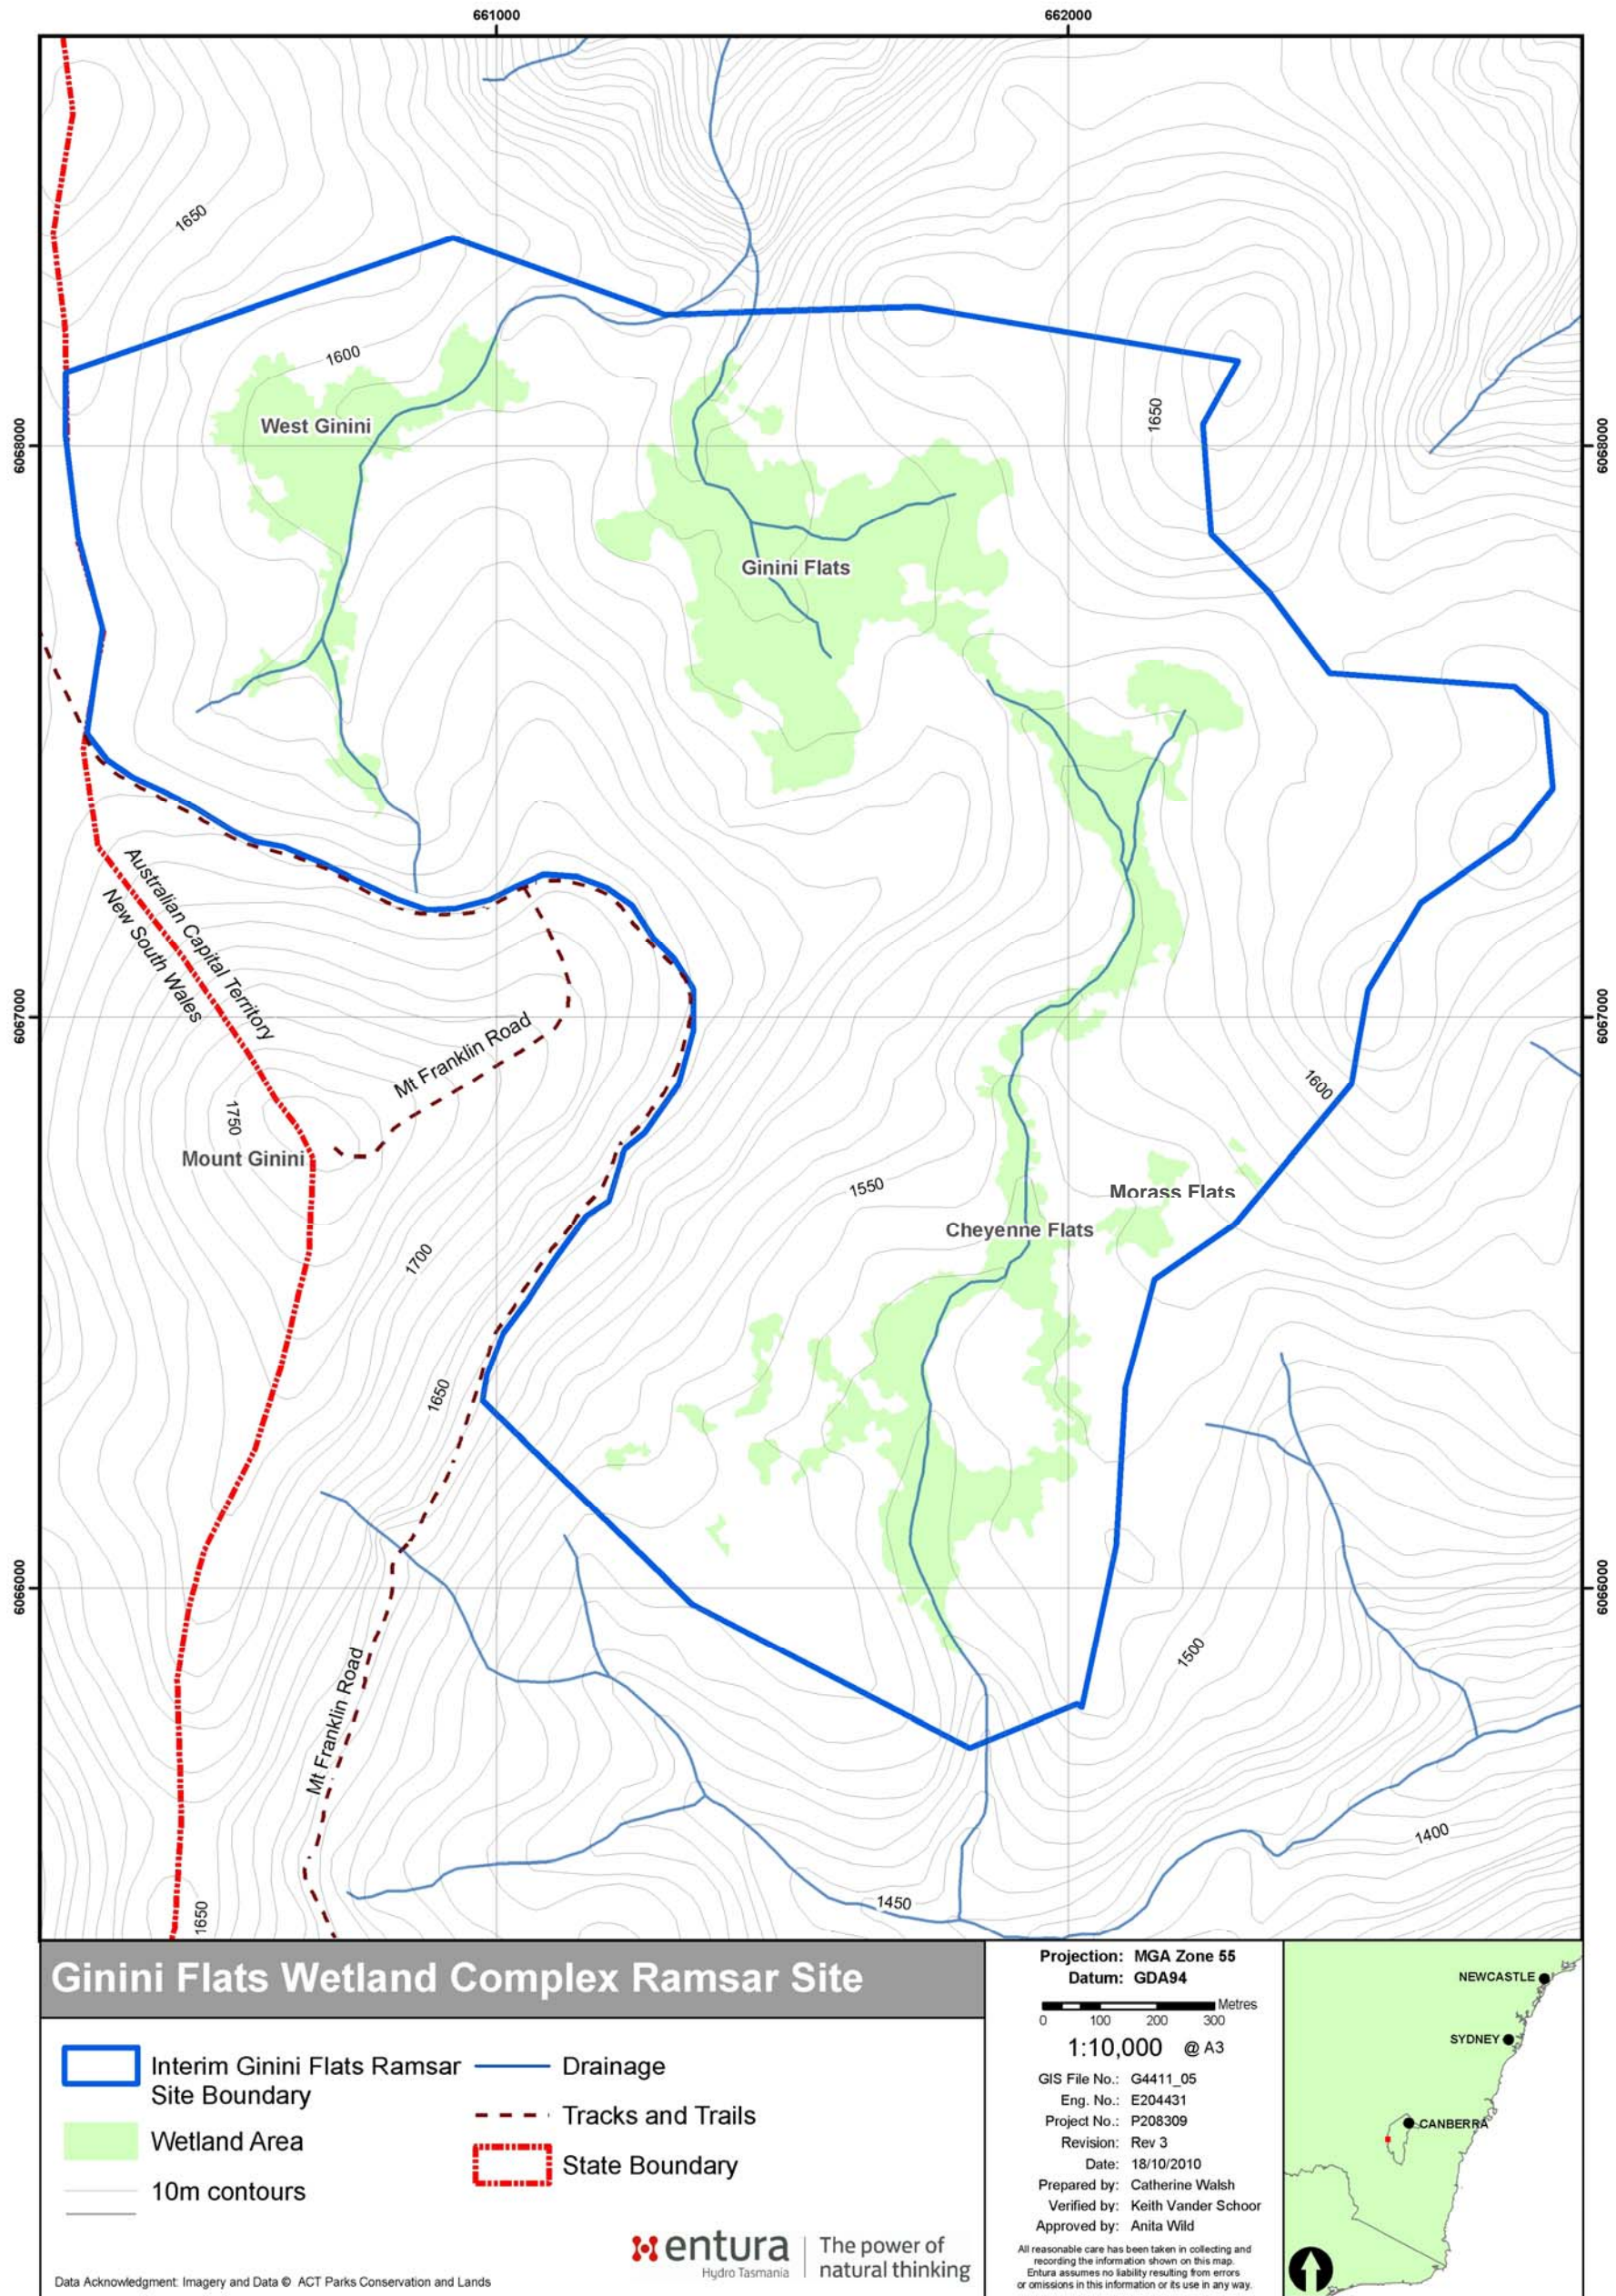 661000
662000
1650
1600
West Ginini
1650
6068000
6068000
Ginini Flats
Australian Capital Territory
New South Wales
6067000
6067000
Mt Franklin Road
1600
1750
Mount Ginini
1550
Morass Flats
Cheyenne Flats
1700
1650
6066000
6066000
1500
Mt Franklin Road
1400
1450
1650
Ginini Flats Wetland Complex Ramsar Site
Interim Ginini Flats Ramsar
Site Boundary
Wetland Area
10m contours
Drainage
Tracks and Trails
State Boundary
entura
Hydro Tasmania
The power of
natural thinking
Data Acknowledgment: Imagery and Data © ACT Parks Conservation and Lands
Projection: MGA Zone 55
Datum: GDA94
Metres
0 100 200 300
1:10,000 @ A3
GIS File No.: G4411_05
Eng. No.: E204431
Project No.: P208309
Revision: Rev 3
Date: 18/10/2010
Prepared by: Catherine Walsh
Verified by: Keith Vander Schoor
Approved by: Anita Wild
All reasonable care has been taken in collecting and
recording the information shown on this map.
Entura assumes no liability resulting from errors
or omissions in this information or its use in any way.
NEWCASTLE
SYDNEY
CANBERRA